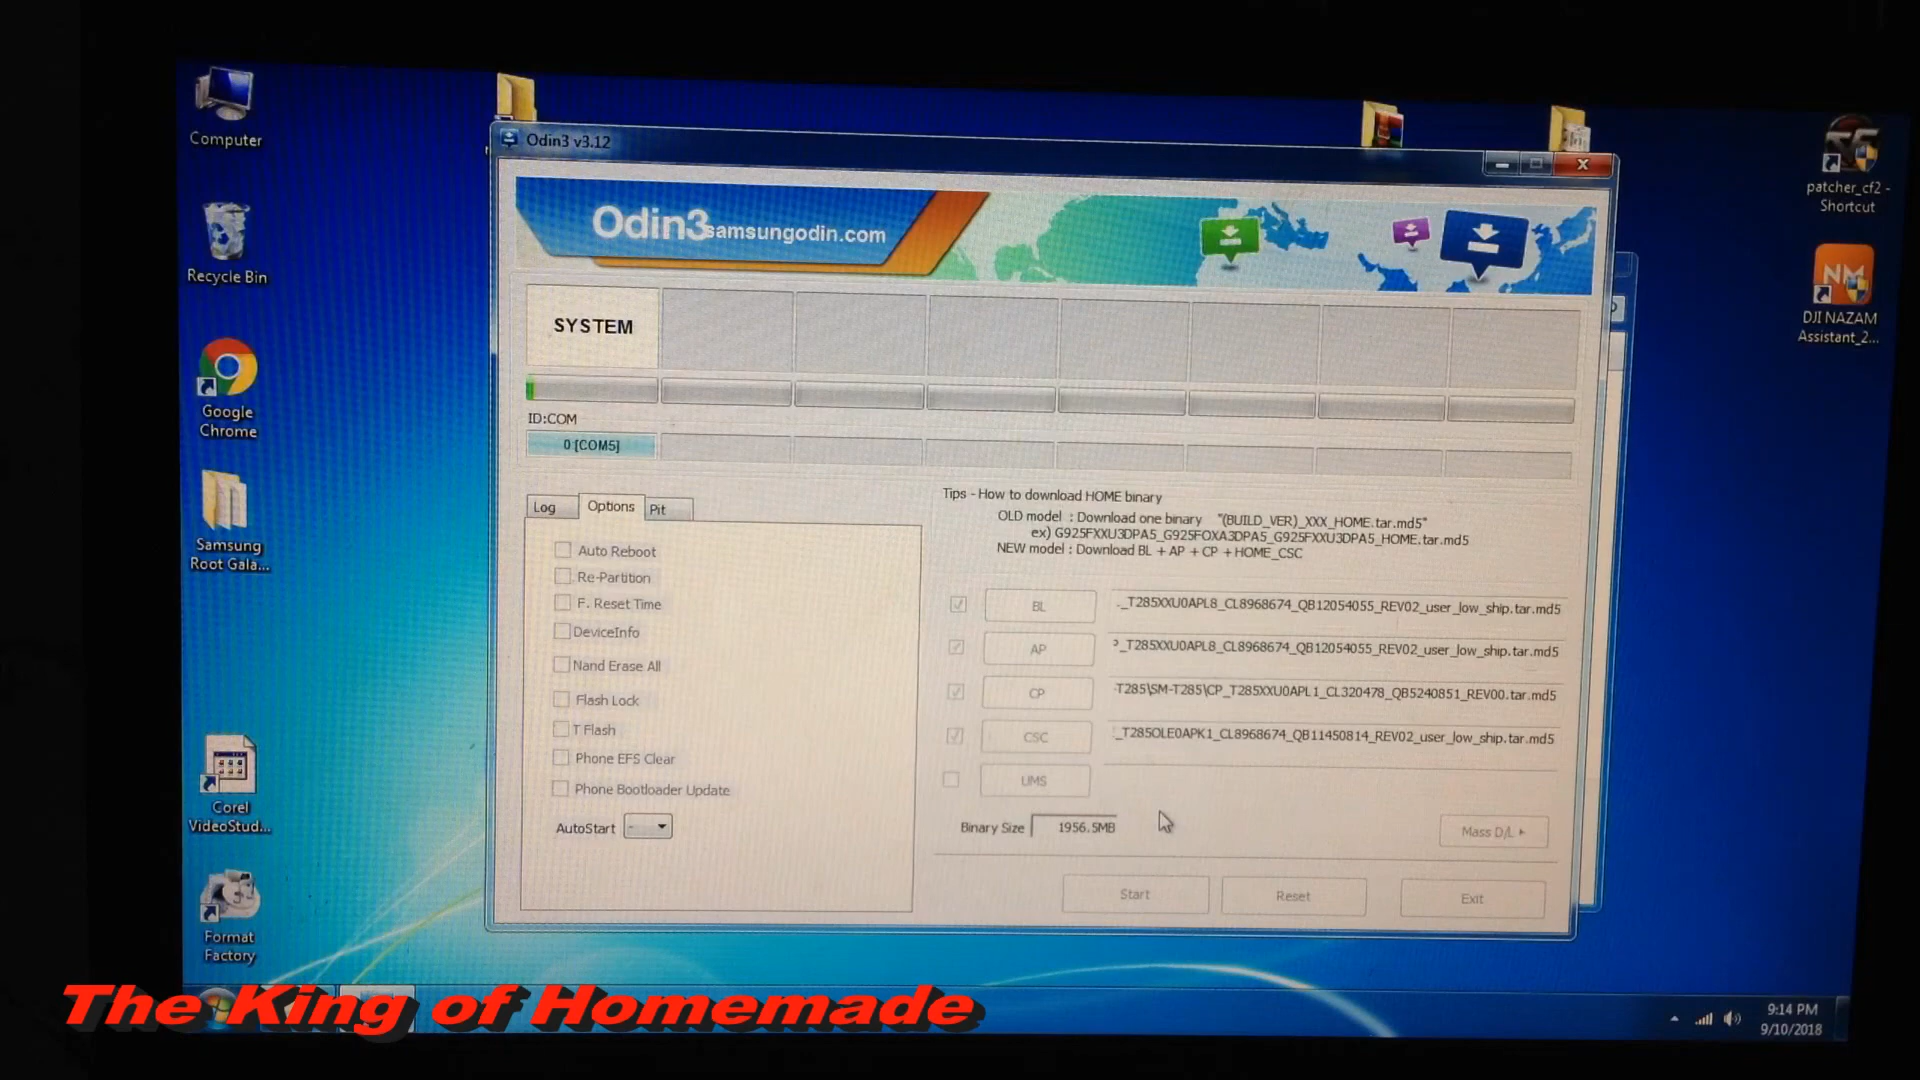 Computer
Recycle Bin
Google
Chrome
Samsung
Root Gala...
Corel
VideoStud...
Format
Factory
Odin3 v3.12
Odin3
samsungodin.com
SYSTEM
ID:COM
0 [COM5]
Log
Options
Pit
Auto Reboot
Re-Partition
F. Reset Time
DeviceInfo
Nand Erase All
Flash Lock
T Flash
Phone EFS Clear
Phone Bootloader Update
AutoStart -
Tips - How to download HOME binary
OLD model : Download one binary "(BUILD_VER)_XXX_HOME.tar.md5"
ex) G925FXXU3DPA5_G925FOXA3DPA5_G925FXXU3DPA5_HOME.tar.md5
NEW model : Download BL + AP + CP + HOME_CSC
BL _T285XXU0APL8_CL8968674_QB12054055_REV02_user_low_ship.tar.md5
AP _T285XXU0APL8_CL8968674_QB12054055_REV02_user_low_ship.tar.md5
CP T285\SM-T285\CP_T285XXU0APL1_CL320478_QB5240851_REV00.tar.md5
CSC _T285OLE0APK1_CL8968674_QB11450814_REV02_user_low_ship.tar.md5
UMS
Binary Size 1956.5MB
Mass D/L
Start
Reset
Exit
patcher_cf2 -
Shortcut
NM
DJI NAZAM
Assistant_2...
9:14 PM
9/10/2018
The King of Homemade